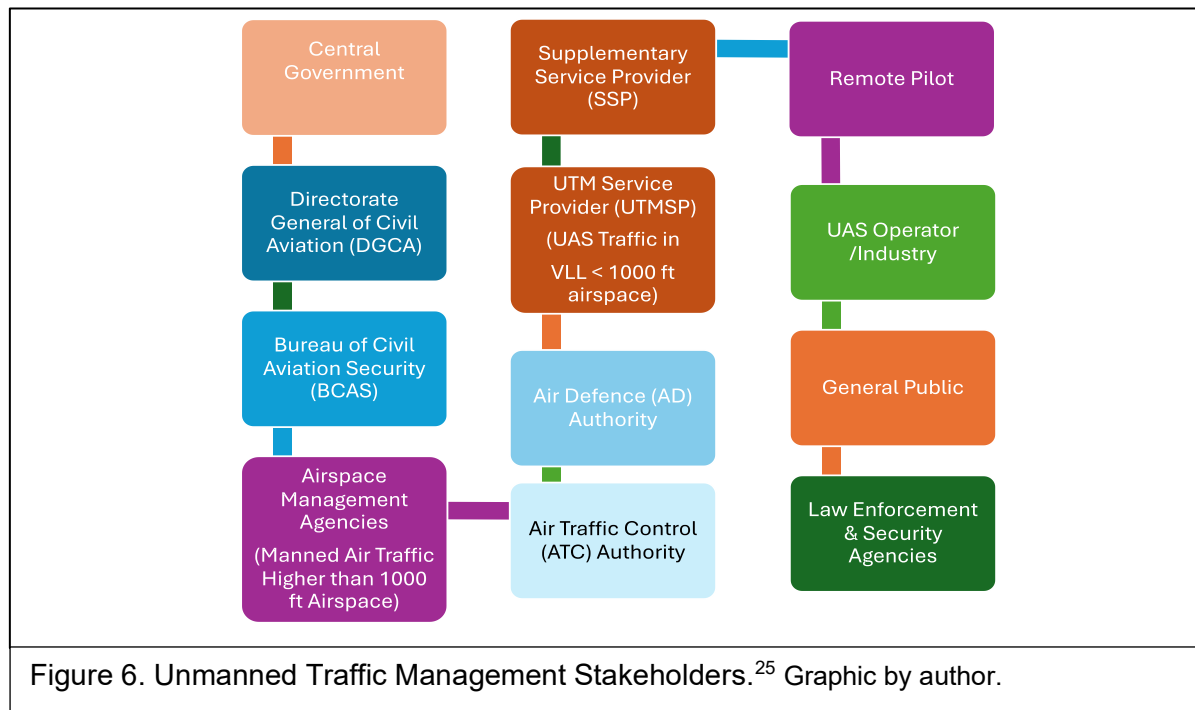 Central
Government
Directorate
General of Civil
Aviation (DGCA)
Bureau of Civil
Aviation Security
(BCAS)
Airspace
Management
Agencies
(Manned Air Traffic
Higher than 1000
ft Airspace)
Air Traffic Control
(ATC) Authority
Air Defence (AD)
Authority
UTM Service
Provider (UTMSP)
(UAS Traffic in
VLL < 1000 ft
airspace)
Supplementary
Service Provider
(SSP)
Remote Pilot
UAS Operator
/Industry
General Public
Law Enforcement
& Security
Agencies
Figure 6. Unmanned Traffic Management Stakeholders.²⁵ Graphic by author.